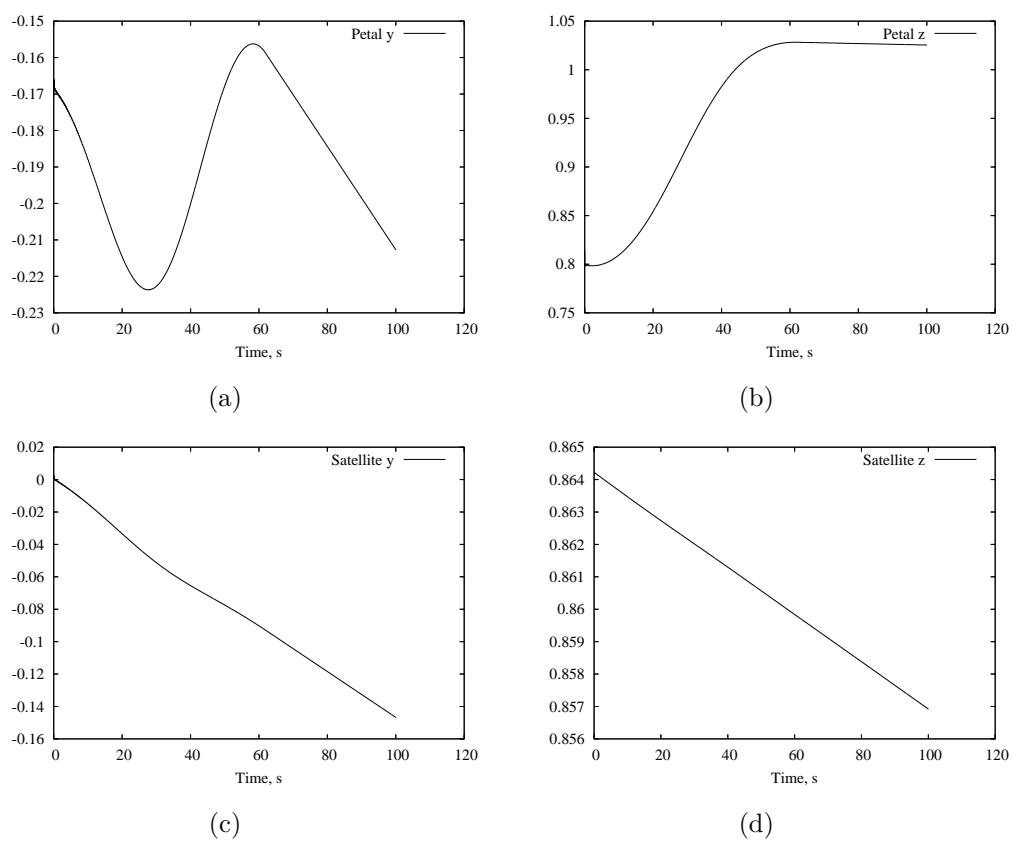 -0.15
-0.16
-0.17
-0.18
-0.19
-0.2
-0.21
-0.22
-0.23
0 20 40 60 80 100 120
Time, s
Petal y
(a)
1.05
1
0.95
0.9
0.85
0.8
0.75
0 20 40 60 80 100 120
Time, s
Petal z
(b)
0.02
0
-0.02
-0.04
-0.06
-0.08
-0.1
-0.12
-0.14
-0.16
0 20 40 60 80 100 120
Time, s
Satellite y
(c)
0.865
0.864
0.863
0.862
0.861
0.86
0.859
0.858
0.857
0.856
0 20 40 60 80 100 120
Time, s
Satellite z
(d)